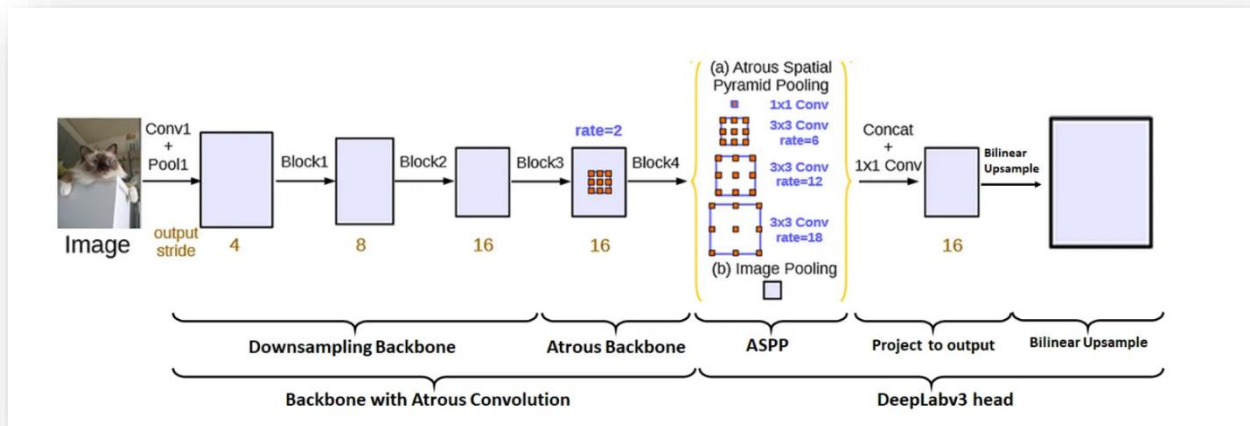 Image
Conv1
+
Pool1
output
stride
4
Block1
8
Block2
16
Block3
rate=2
16
Block4
(a) Atrous Spatial
Pyramid Pooling
1x1 Conv
3x3 Conv
rate=6
3x3 Conv
rate=12
3x3 Conv
rate=18
(b) Image Pooling
Concat
+
1x1 Conv
16
Bilinear
Upsample
Downsampling Backbone
Atrous Backbone
ASPP
Project to output
Bilinear Upsample
Backbone with Atrous Convolution
DeepLabv3 head